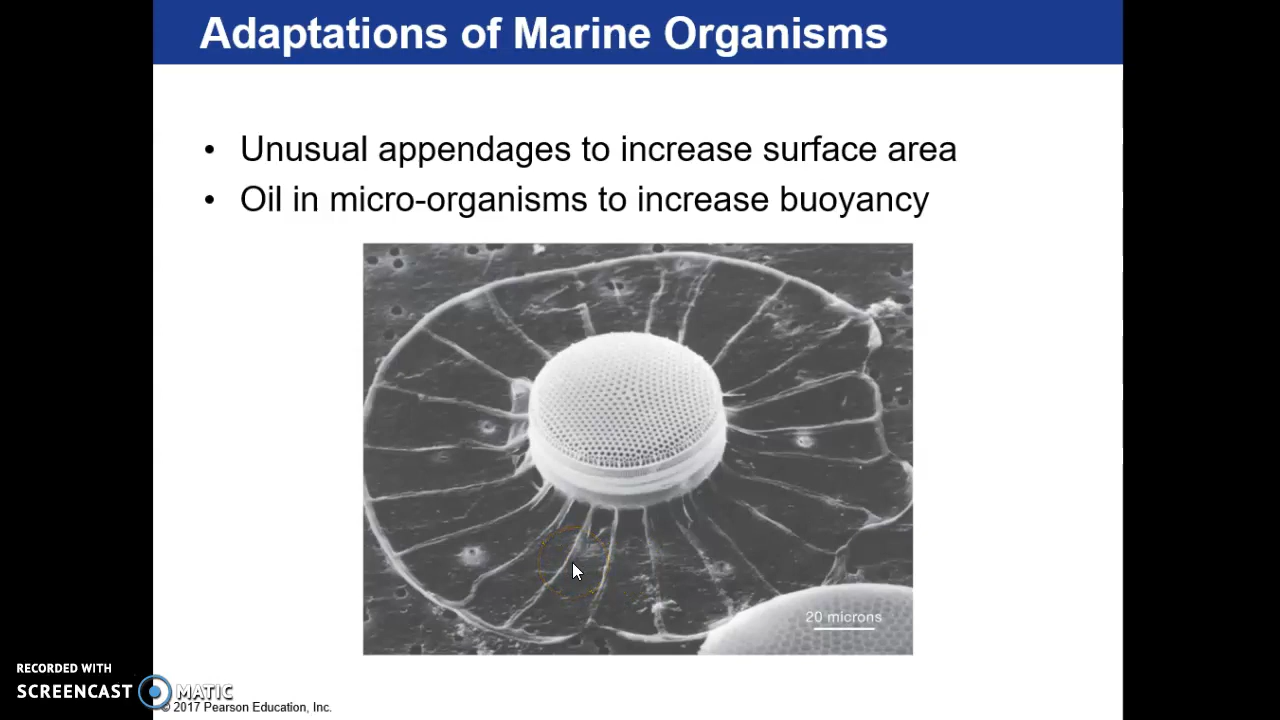 Adaptations of Marine Organisms
• Unusual appendages to increase surface area
• Oil in micro-organisms to increase buoyancy
20 microns
RECORDED WITH
SCREENCAST MATIC
© 2017 Pearson Education, Inc.